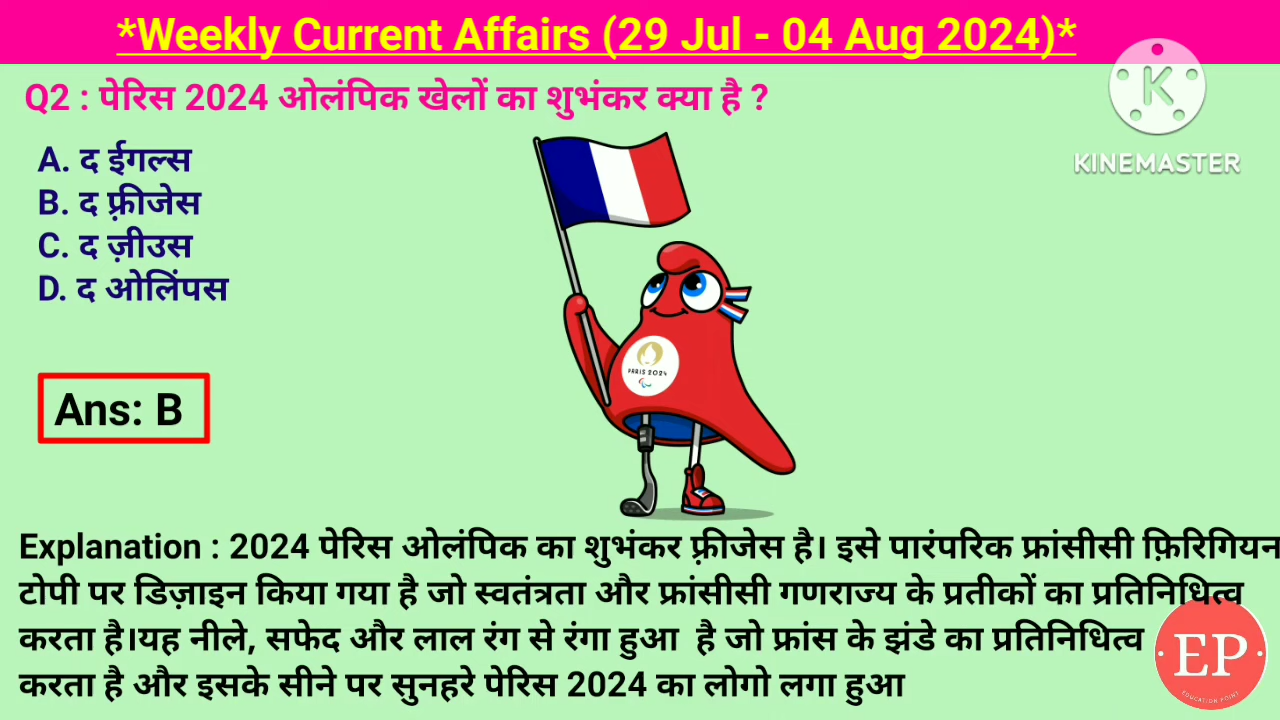 *Weekly Current Affairs (29 Jul - 04 Aug 2024)*
Q2 : पेरिस 2024 ओलंपिक खेलों का शुभंकर क्या है ?
K
KINEMASTER
A. द ईगल्स
B. द फ़्रीजेस
C. द ज़ीउस
D. द ओलिंपस
PARIS 2024
Ans: B
Explanation : 2024 पेरिस ओलंपिक का शुभंकर फ़्रीजेस है। इसे पारंपरिक फ्रांसीसी फ़िरिगियन
टोपी पर डिज़ाइन किया गया है जो स्वतंत्रता और फ्रांसीसी गणराज्य के प्रतीकों का प्रतिनिधित्व
करता है।यह नीले, सफेद और लाल रंग से रंगा हुआ है जो फ्रांस के झंडे का प्रतिनिधित्व
करता है और इसके सीने पर सुनहरे पेरिस 2024 का लोगो लगा हुआ
EP
EDUCATION POINT